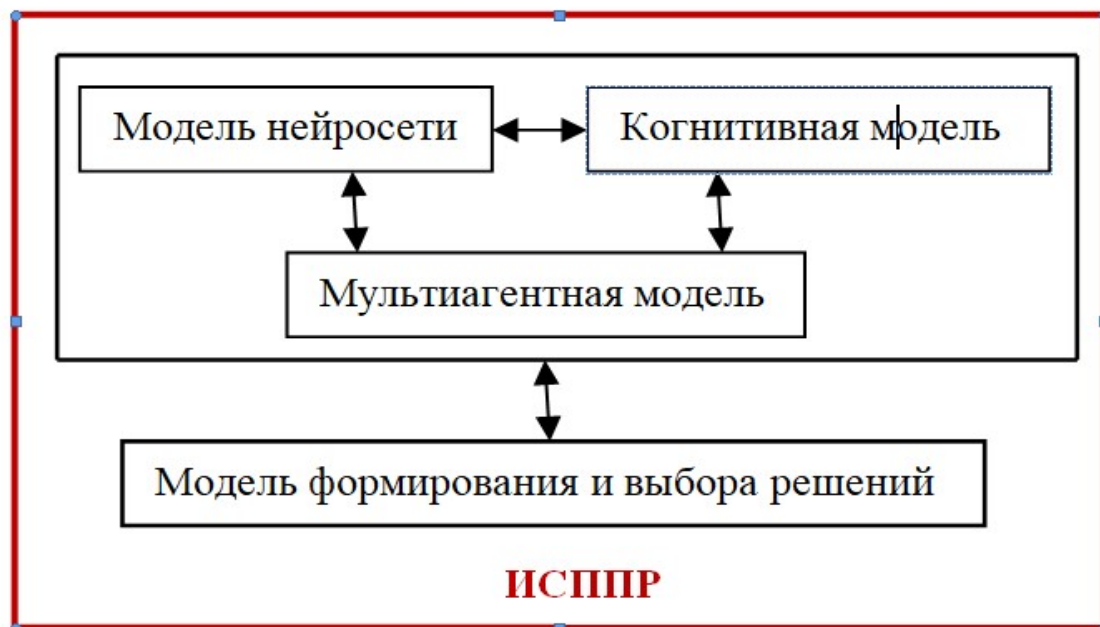 Модель нейросети
Когнитивная модель
Мультиагентная модель
Модель формирования и выбора решений
ИСППР